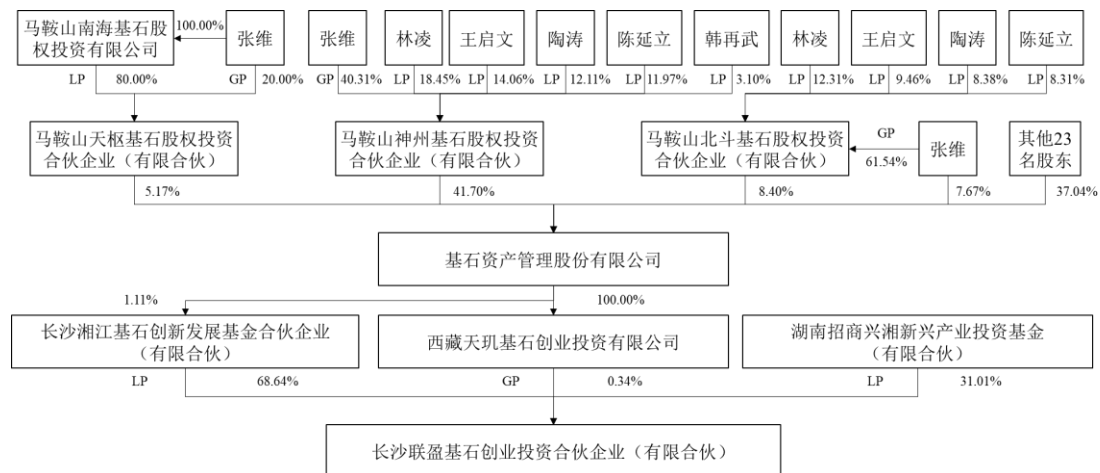 马鞍山南海基石股
权投资有限公司
100.00%
张维
张维
林凌
王启文
陶涛
陈延立
韩再武
林凌
王启文
陶涛
陈延立
LP
80.00%
GP
20.00%
GP
40.31%
LP
18.45%
LP
14.06%
LP
12.11%
LP
11.97%
LP
3.10%
LP
12.31%
LP
9.46%
LP
8.38%
LP
8.31%
马鞍山天枢基石股权投资
合伙企业（有限合伙）
马鞍山神州基石股权投资
合伙企业（有限合伙）
马鞍山北斗基石股权投资
合伙企业（有限合伙）
GP
61.54%
张维
其他23
名股东
5.17%
41.70%
8.40%
7.67%
37.04%
基石资产管理股份有限公司
1.11%
100.00%
长沙湘江基石创新发展基金合伙企业
（有限合伙）
西藏天玑基石创业投资有限公司
湖南招商兴湘新兴产业投资基金
（有限合伙）
LP
68.64%
GP
0.34%
LP
31.01%
长沙联盈基石创业投资合伙企业（有限合伙）